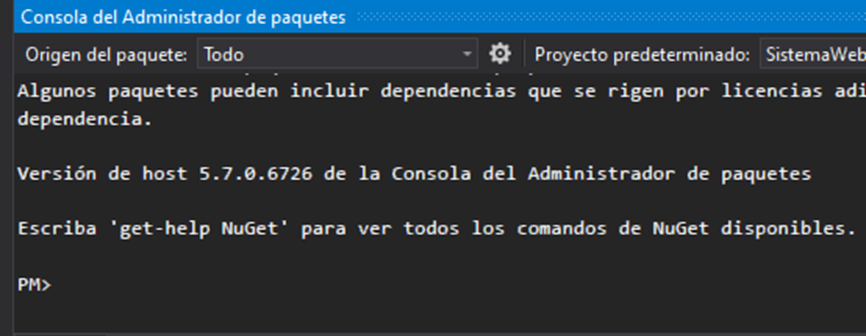 Consola del Administrador de paquetes
Origen del paquete: Todo Proyecto predeterminado: SistemaWeb
Algunos paquetes pueden incluir dependencias que se rigen por licencias adi
dependencia.
Versión de host 5.7.0.6726 de la Consola del Administrador de paquetes
Escriba 'get-help NuGet' para ver todos los comandos de NuGet disponibles.
PM>